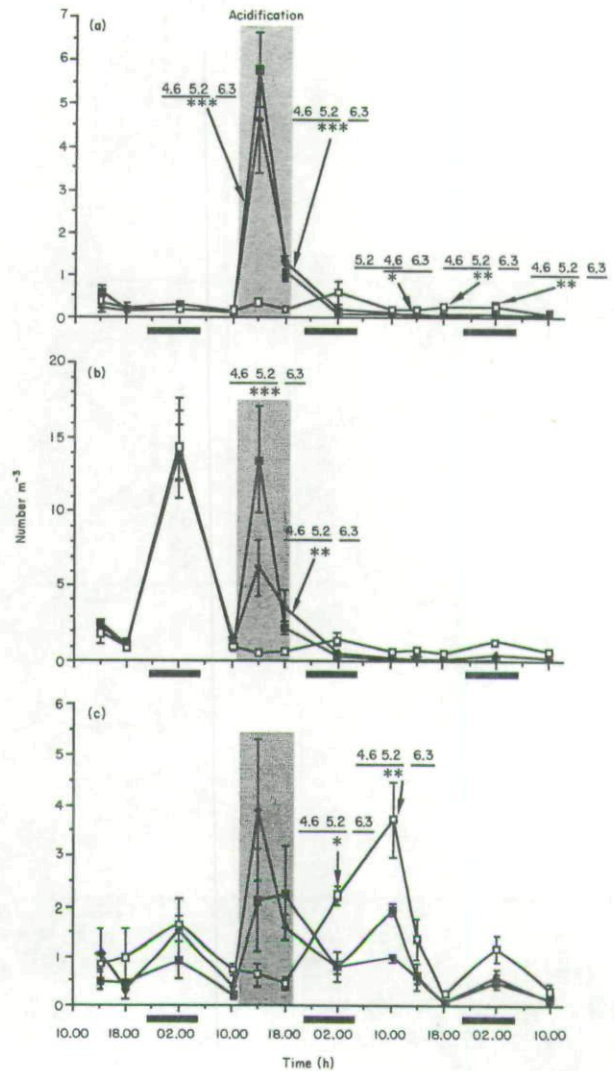 Acidification
(a)
7
6
5
4
3
2
1
0
4.6 5.2 6.3
***
4.6 5.2 6.3
***
5.2 4.6 6.3
*
4.6 5.2 6.3
**
4.6 5.2 6.3
**
(b)
20
15
10
5
0
4.6 5.2 6.3
***
4.6 5.2 6.3
**
Number m⁻³
(c)
6
5
4
3
2
1
0
4.6 5.2 6.3
*
4.6 5.2 6.3
**
10.00 18.00 02.00 10.00 18.00 02.00 10.00 18.00 02.00 10.00
Time (h)